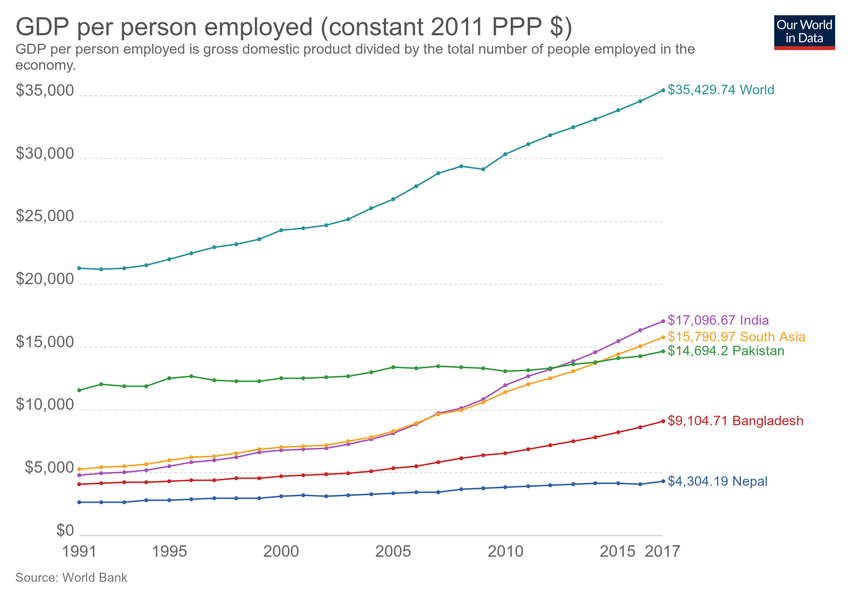 GDP per person employed (constant 2011 PPP $)
Our World
in Data
GDP per person employed is gross domestic product divided by the total number of people employed in the
economy.
$35,000
$35,429.74 World
$30,000
$25,000
$20,000
$17,096.67 India
$15,790.97 South Asia
$15,000
$14,694.2 Pakistan
$10,000
$9,104.71 Bangladesh
$5,000
$4,304.19 Nepal
$0
1991 1995 2000 2005 2010 2015 2017
Source: World Bank